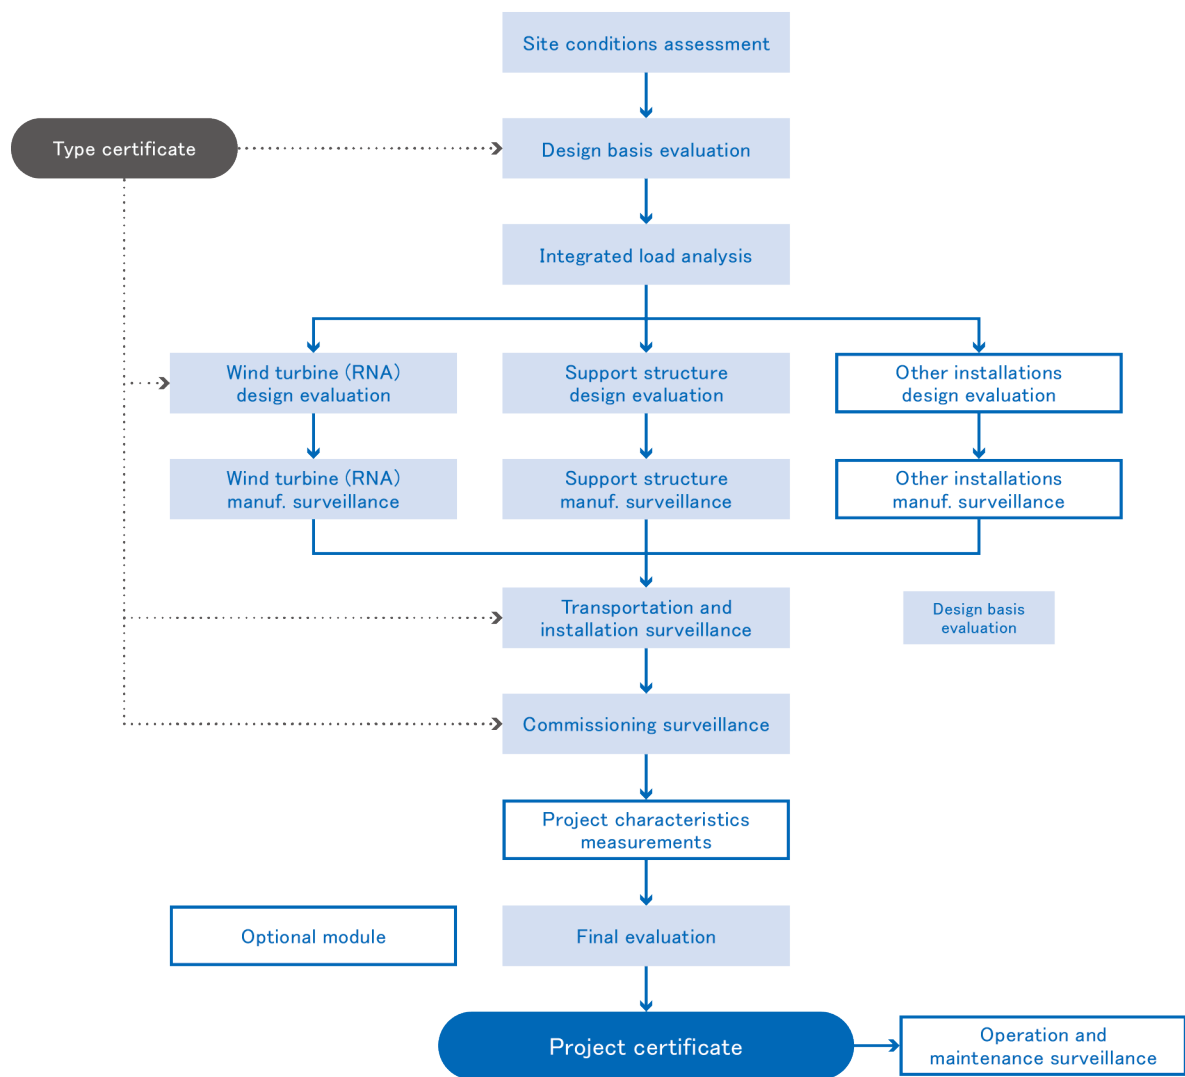 Site conditions assessment
Type certificate
Design basis evaluation
Integrated load analysis
Wind turbine (RNA)
design evaluation
Support structure
design evaluation
Other installations
design evaluation
Wind turbine (RNA)
manuf. surveillance
Support structure
manuf. surveillance
Other installations
manuf. surveillance
Transportation and
installation surveillance
Design basis
evaluation
Commissioning surveillance
Project characteristics
measurements
Optional module
Final evaluation
Project certificate
Operation and
maintenance surveillance